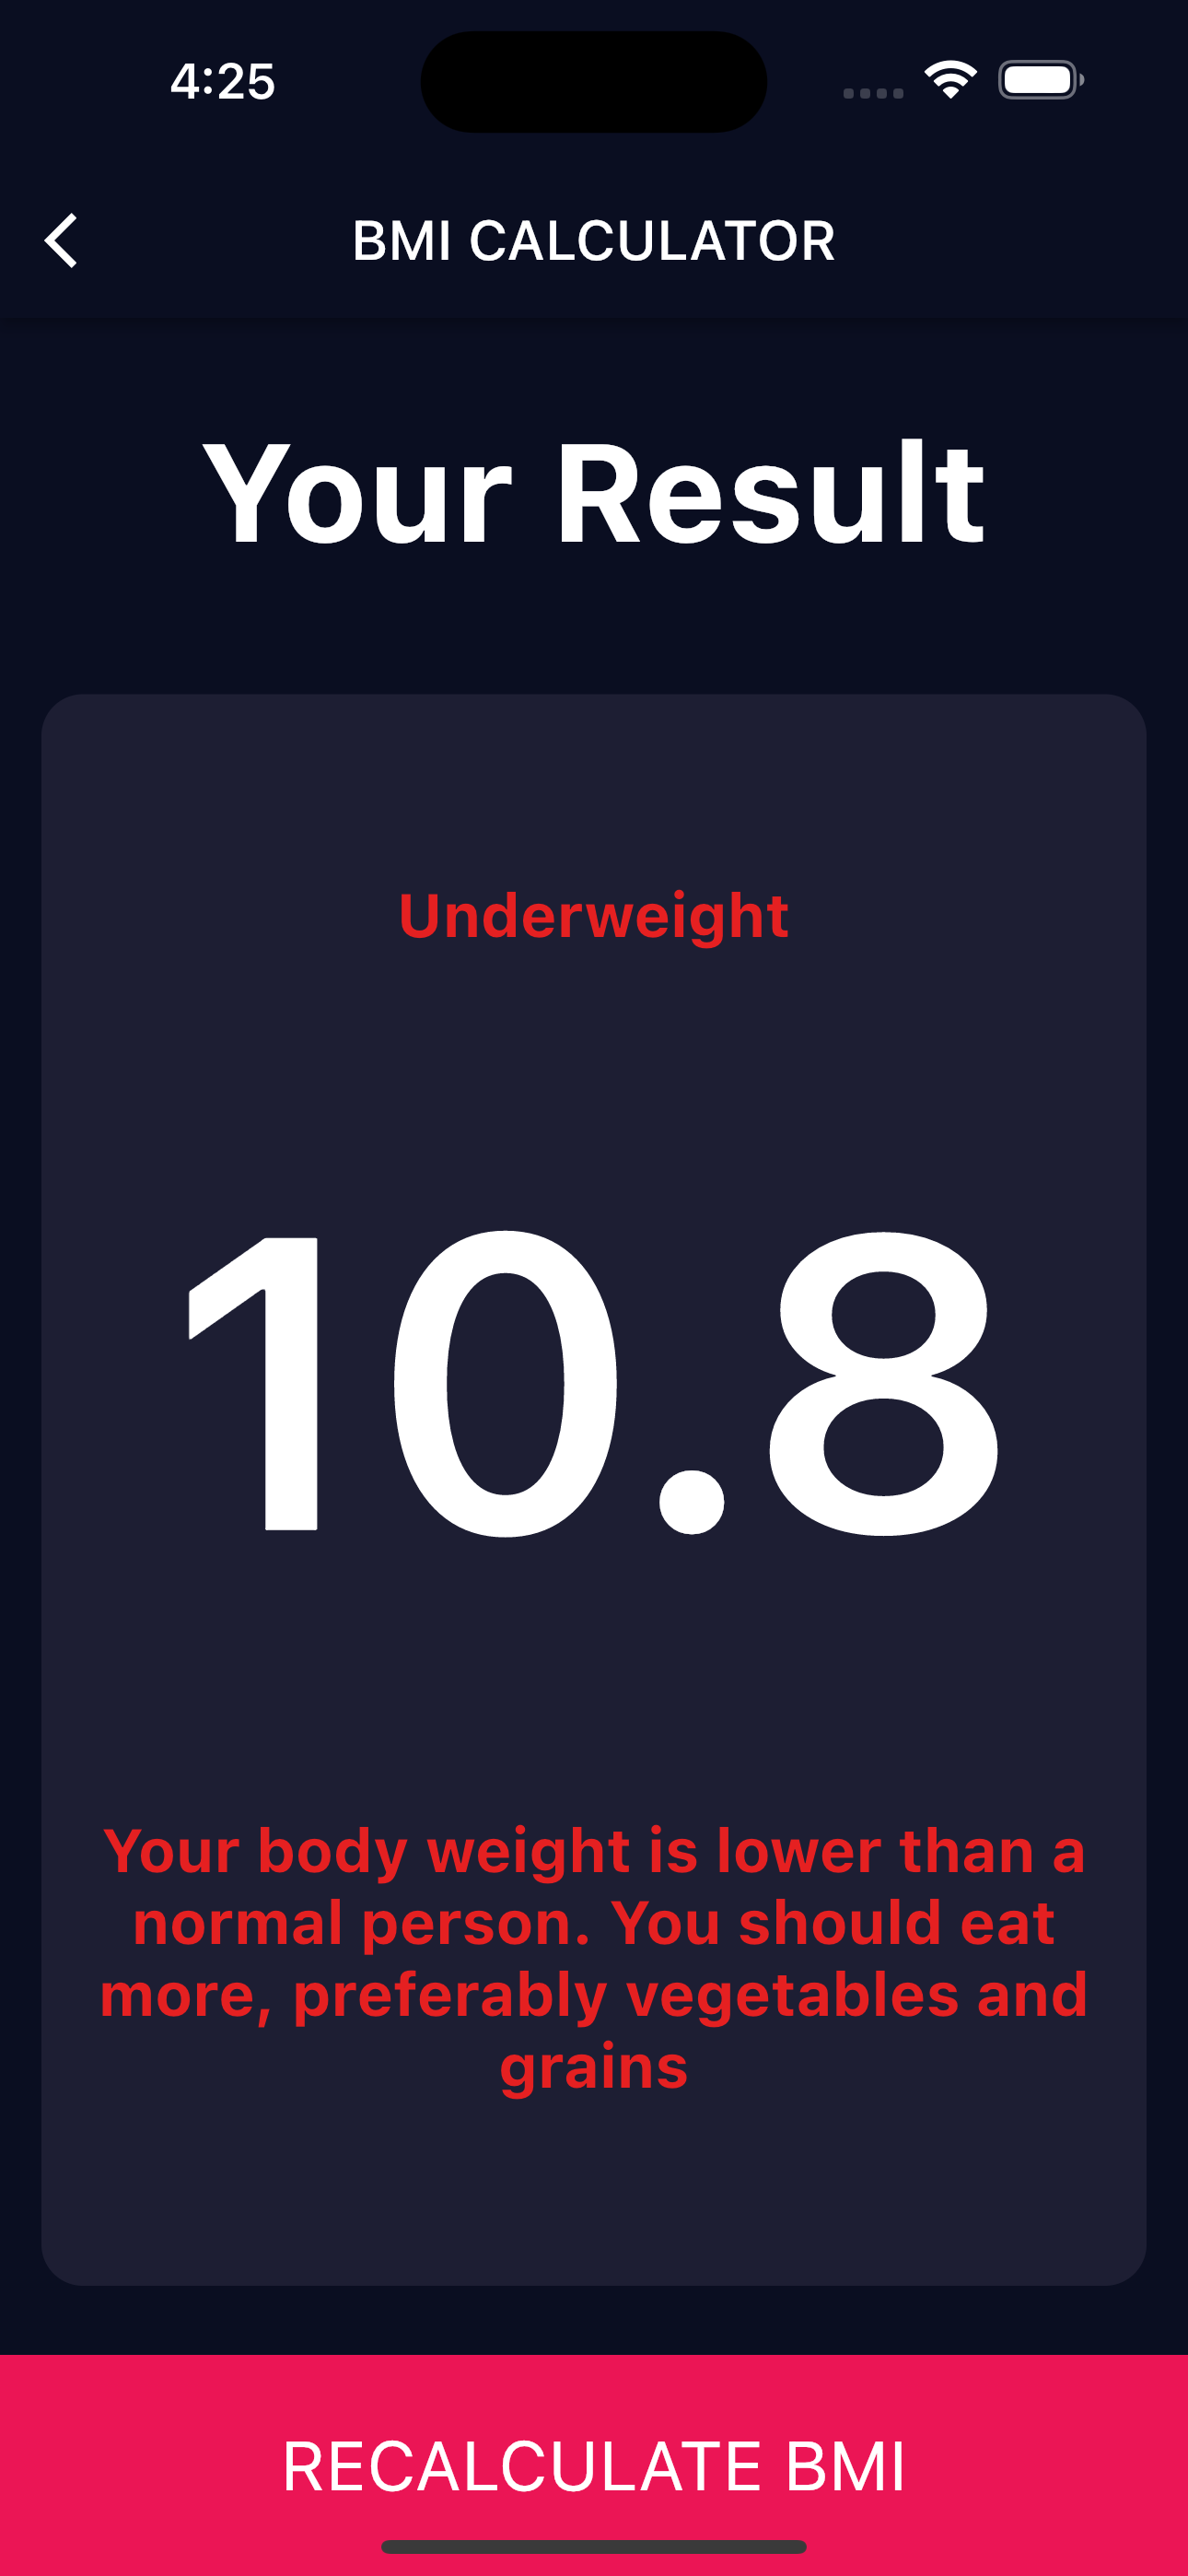 4:25
BMI CALCULATOR
Your Result
Underweight
10.8
Your body weight is lower than a
normal person. You should eat
more, preferably vegetables and
grains
RECALCULATE BMI